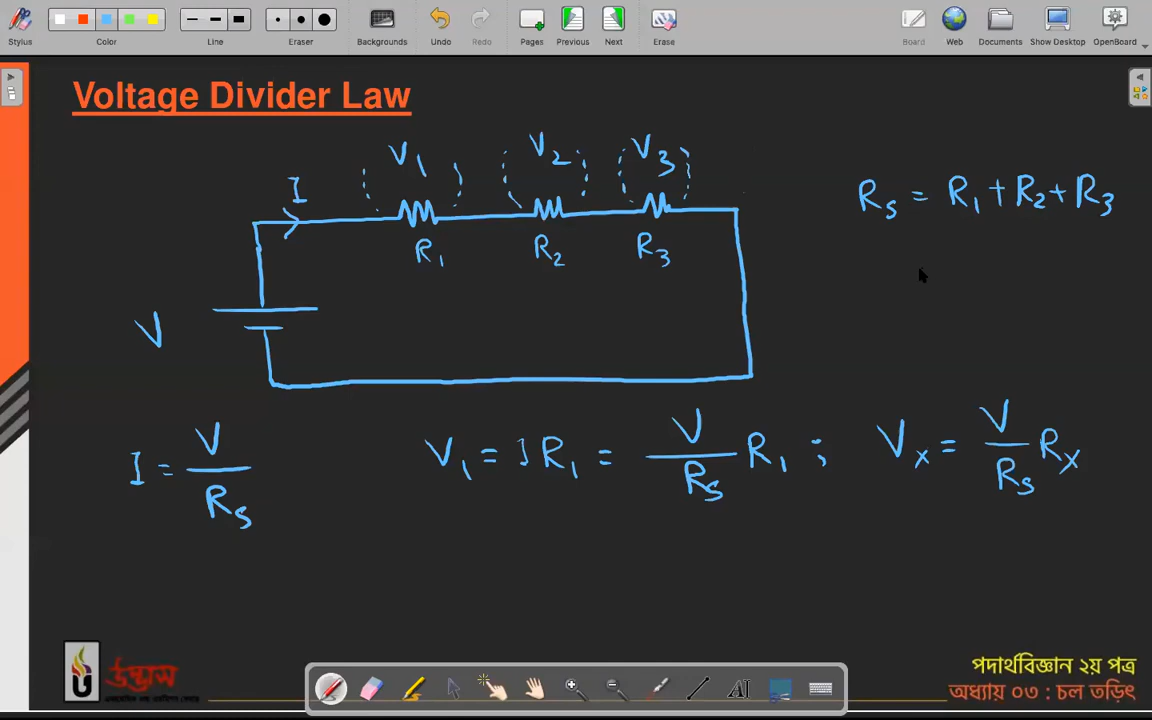 Stylus Color Line Eraser Backgrounds Undo Redo Pages Previous Next Erase Board Web Documents Show Desktop OpenBoard
Voltage Divider Law
V₁ V₂ V₃
I
R₁ R₂ R₃
Rs = R₁ + R₂ + R₃
V
I = V/Rs
V₁ = IR₁ = V/Rs R₁ ; Vx = V/Rs Rx
উদ্ভাস
পদার্থবিজ্ঞান ২য় পত্র
অধ্যায় ০৩ : চল তড়িৎ